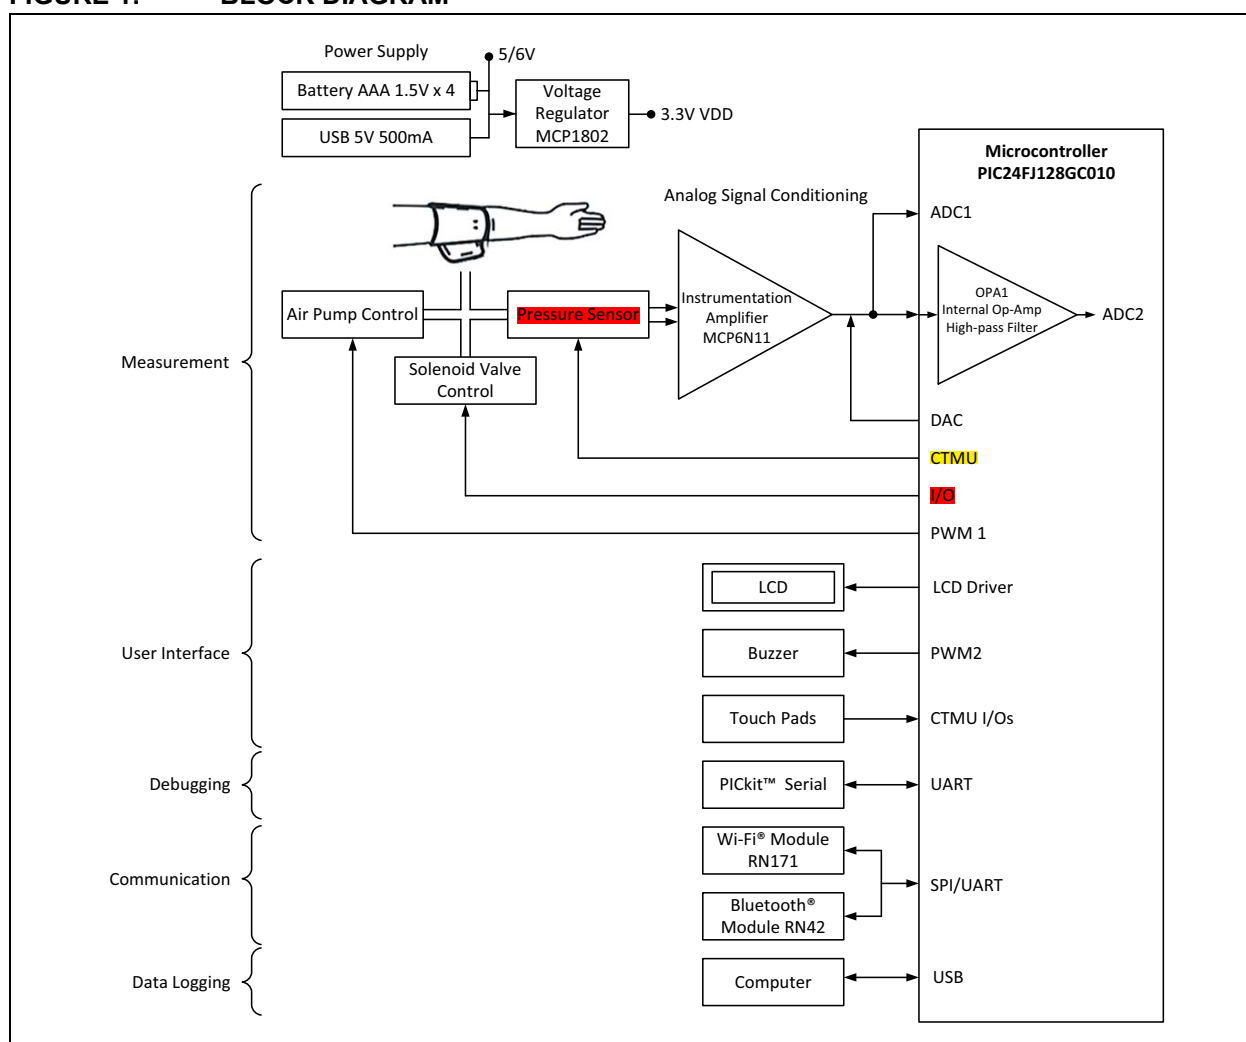 FIGURE 1: BLOCK DIAGRAM
Power Supply
5/6V
Battery AAA 1.5V x 4
USB 5V 500mA
Voltage
Regulator
MCP1802
3.3V VDD
Microcontroller
PIC24FJ128GC010
Analog Signal Conditioning
ADC1
Air Pump Control
Pressure Sensor
Instrumentation
Amplifier
MCP6N11
OPA1
Internal Op-Amp
High-pass Filter
ADC2
Measurement
Solenoid Valve
Control
DAC
CTMU
I/O
PWM 1
LCD
LCD Driver
User Interface
Buzzer
PWM2
Touch Pads
CTMU I/Os
Debugging
PICkit™ Serial
UART
Wi-Fi® Module
RN171
Communication
SPI/UART
Bluetooth®
Module RN42
Data Logging
Computer
USB